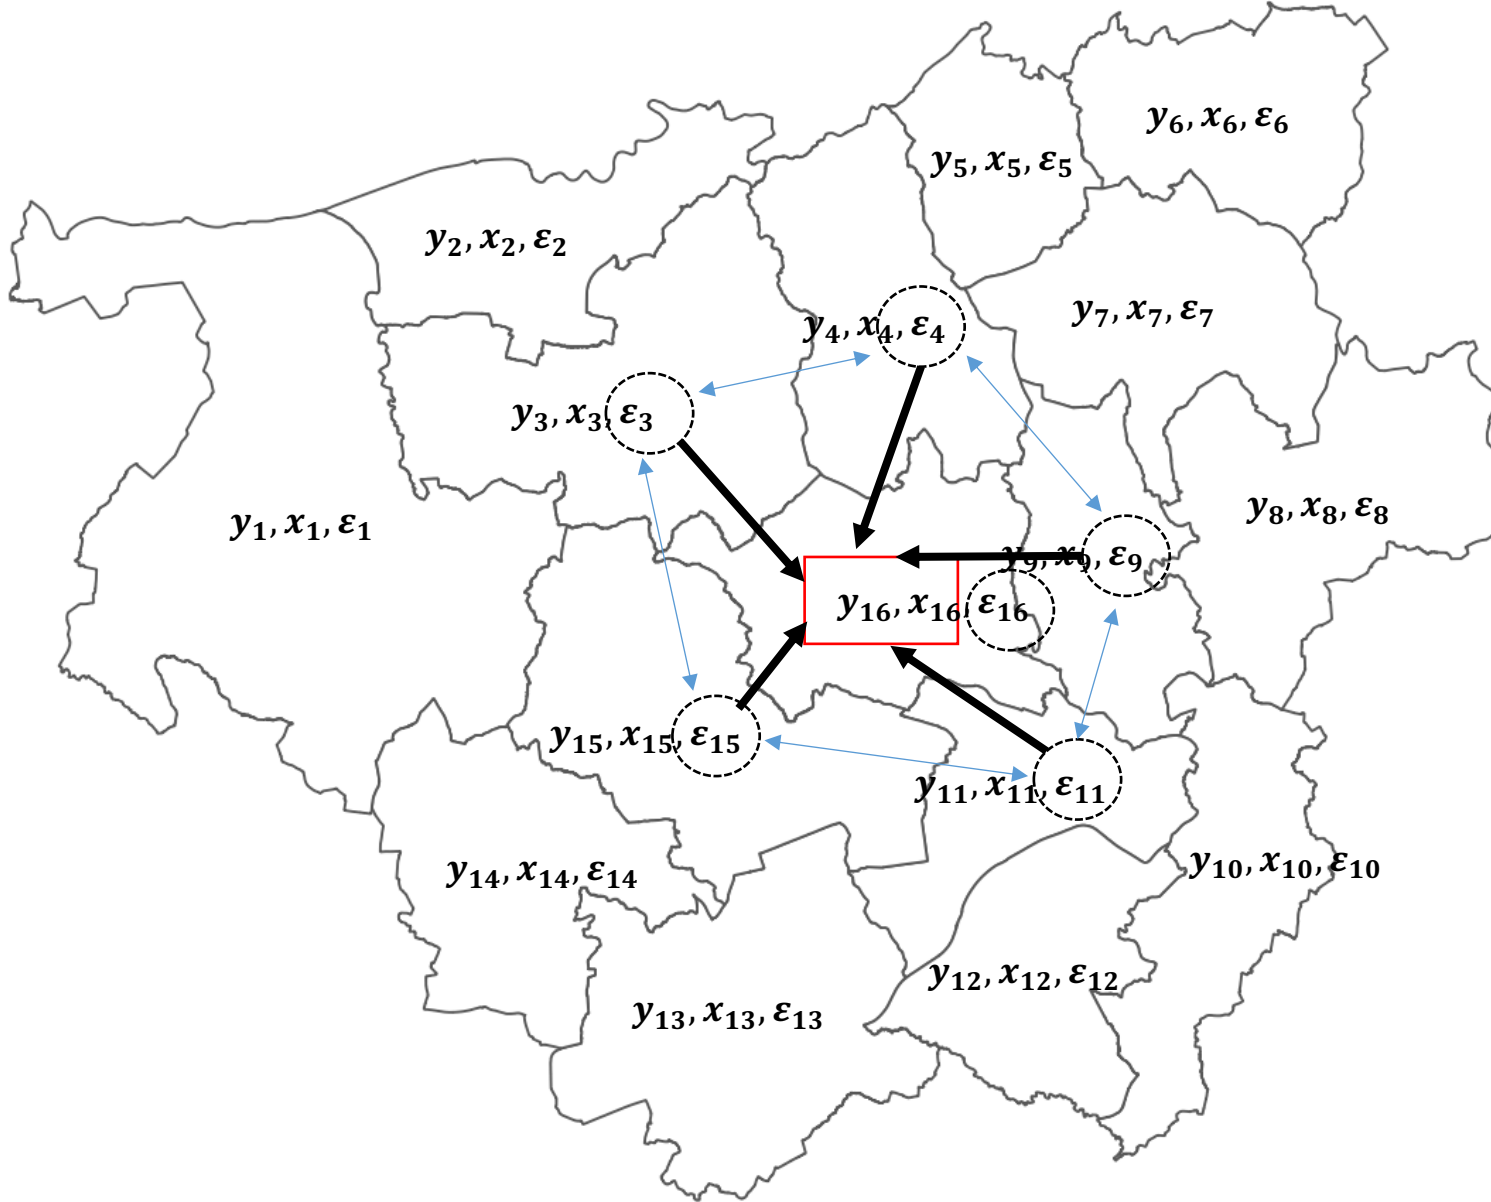 y₆, x₆, ε₆
y₅, x₅, ε₅
y₂, x₂, ε₂
y₇, x₇, ε₇
y₄, x₄, ε₄
y₃, x₃, ε₃
y₈, x₈, ε₈
y₁, x₁, ε₁
y₉, x₉, ε₉
y₁₆, x₁₆, ε₁₆
y₁₅, x₁₅, ε₁₅
y₁₁, x₁₁, ε₁₁
y₁₀, x₁₀, ε₁₀
y₁₄, x₁₄, ε₁₄
y₁₂, x₁₂, ε₁₂
y₁₃, x₁₃, ε₁₃